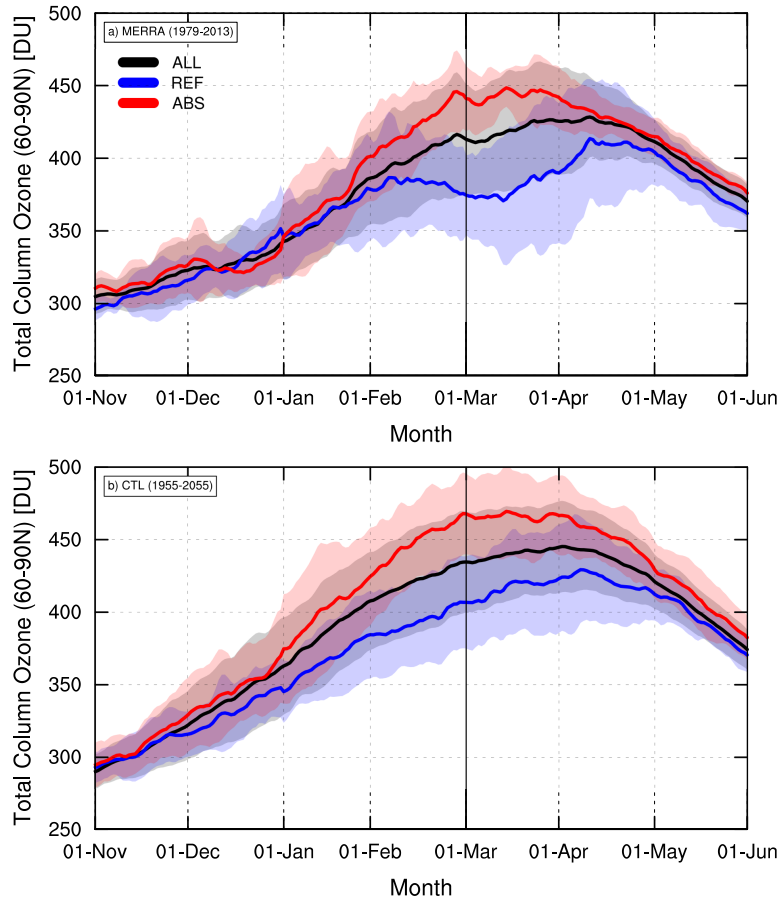 Total Column Ozone (60-90N) [DU]
500
450
400
350
300
250
a) MERRA (1979-2013)
ALL
REF
ABS
01-Nov 01-Dec 01-Jan 01-Feb 01-Mar 01-Apr 01-May 01-Jun
Month
Total Column Ozone (60-90N) [DU]
500
450
400
350
300
250
b) CTL (1955-2055)
01-Nov 01-Dec 01-Jan 01-Feb 01-Mar 01-Apr 01-May 01-Jun
Month